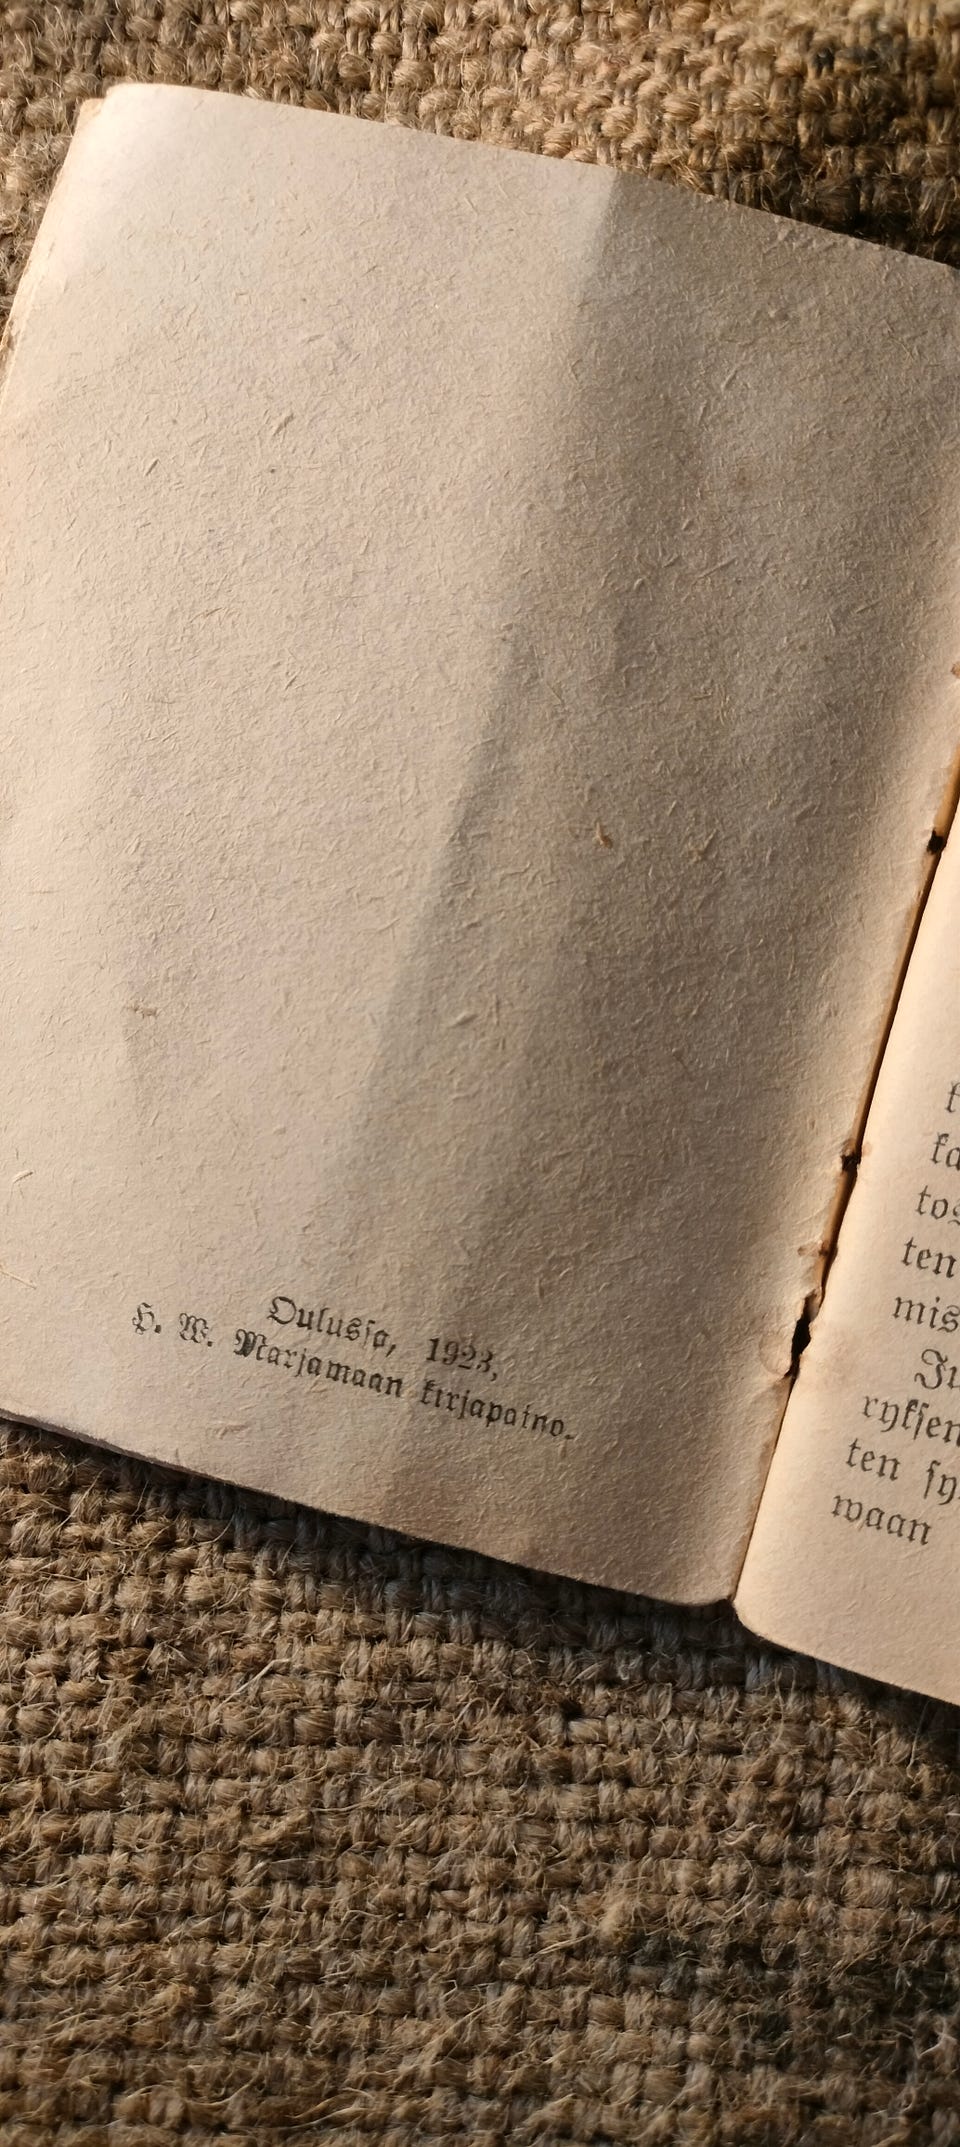 Oulussa, 1923,
H. W. Marjamaan kirjapaino.
ten
mis
ten
waan